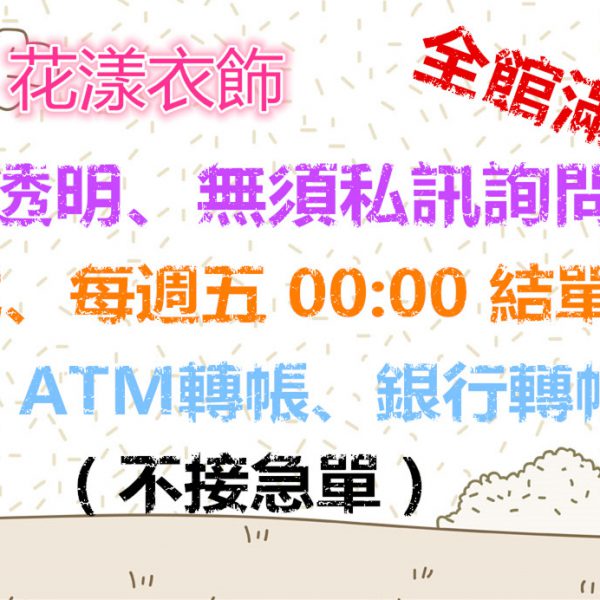 花漾衣飾
全館滿
透明、無須私訊詢問
、每週五 00:00 結單
ATM轉帳、銀行轉帳
(不接急單)